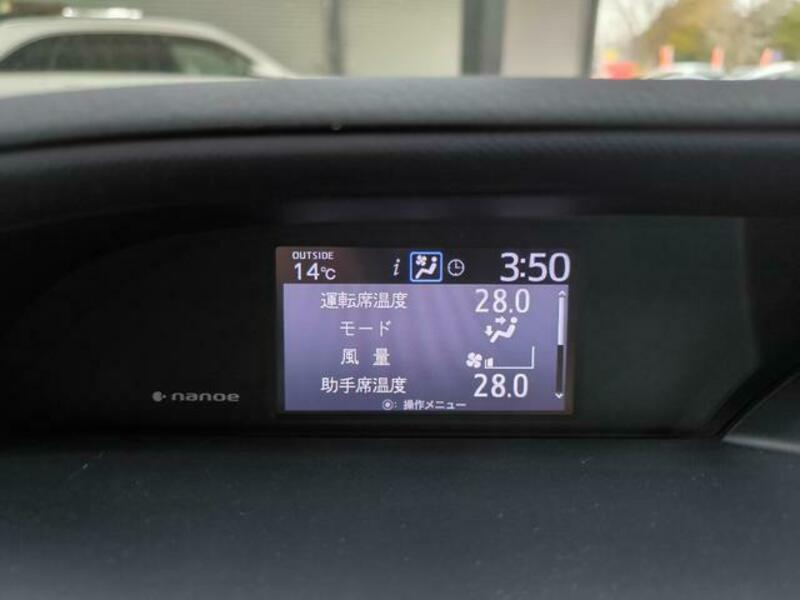 OUTSIDE
14℃ i 3:50
運転席温度 28.0
モード
風 量
助手席温度 28.0
: 操作メニュー
nanoe